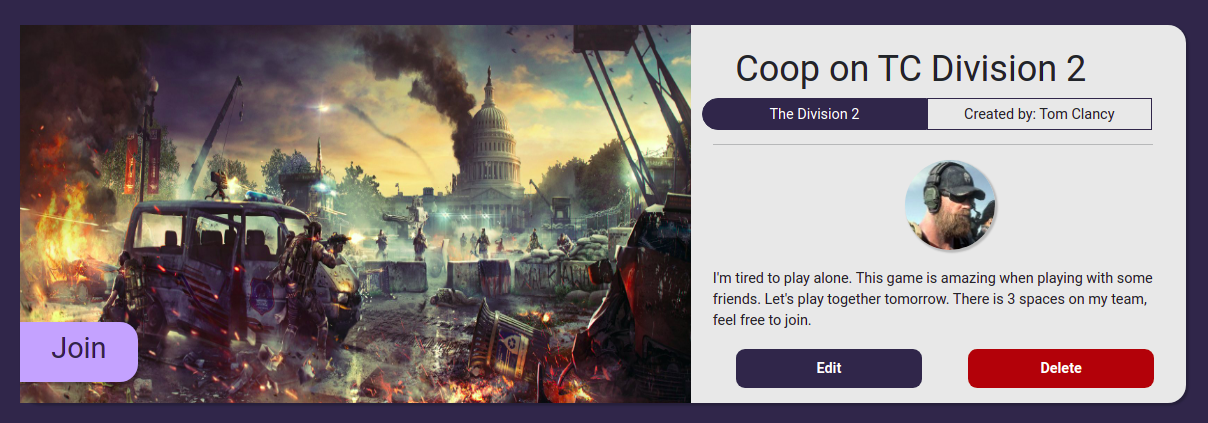 Coop on TC Division 2
The Division 2
Created by: Tom Clancy
I'm tired to play alone. This game is amazing when playing with some
friends. Let's play together tomorrow. There is 3 spaces on my team,
feel free to join.
Join
Edit
Delete